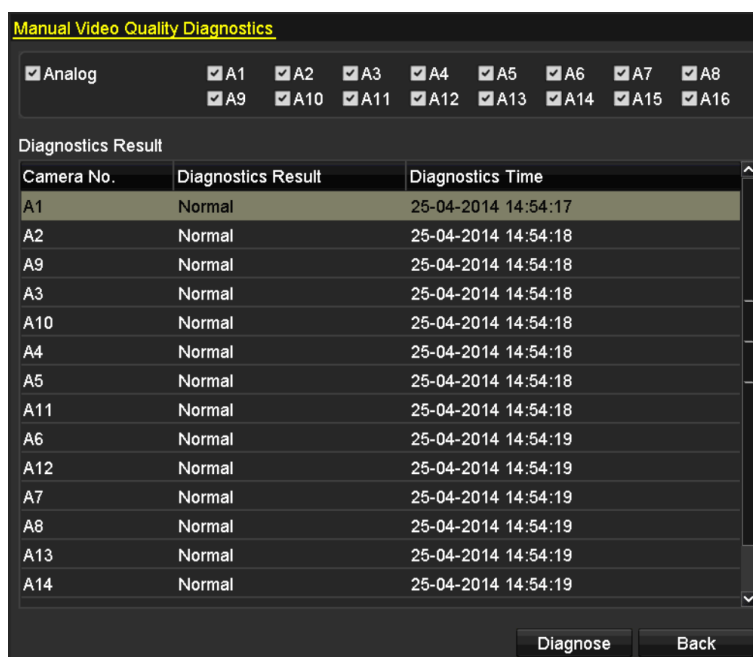 Manual Video Quality Diagnostics
Analog A1 A2 A3 A4 A5 A6 A7 A8
A9 A10 A11 A12 A13 A14 A15 A16
Diagnostics Result
Camera No. Diagnostics Result Diagnostics Time
A1 Normal 25-04-2014 14:54:17
A2 Normal 25-04-2014 14:54:18
A9 Normal 25-04-2014 14:54:18
A3 Normal 25-04-2014 14:54:18
A10 Normal 25-04-2014 14:54:18
A4 Normal 25-04-2014 14:54:18
A5 Normal 25-04-2014 14:54:18
A11 Normal 25-04-2014 14:54:18
A6 Normal 25-04-2014 14:54:19
A12 Normal 25-04-2014 14:54:19
A7 Normal 25-04-2014 14:54:19
A8 Normal 25-04-2014 14:54:19
A13 Normal 25-04-2014 14:54:19
A14 Normal 25-04-2014 14:54:19
Diagnose Back